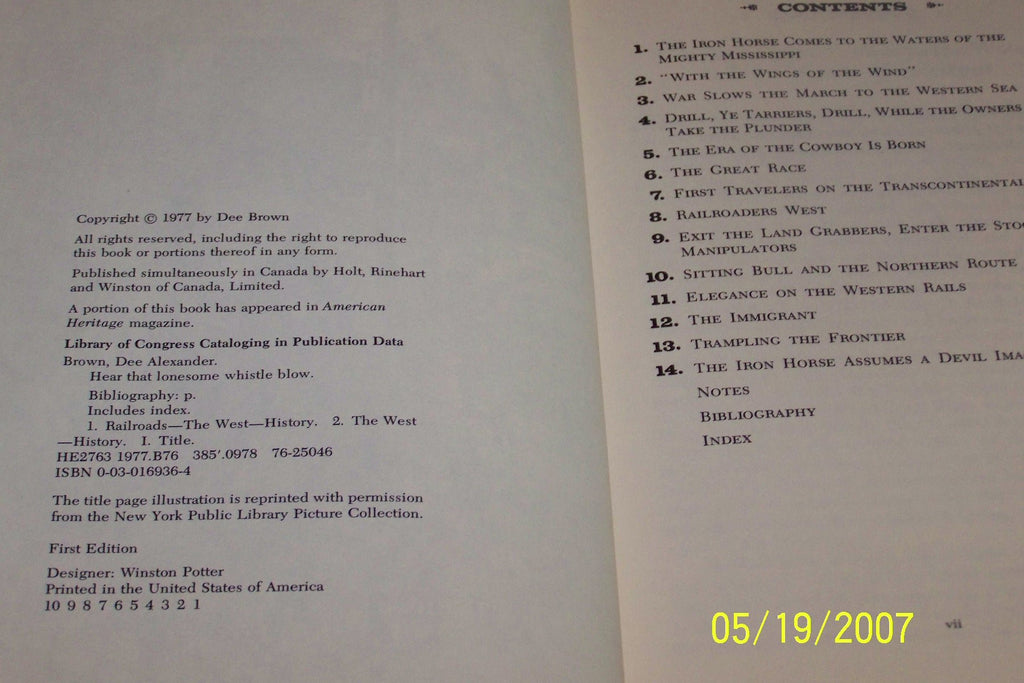 Copyright © 1977 by Dee Brown
All rights reserved, including the right to reproduce
this book or portions thereof in any form.
Published simultaneously in Canada by Holt, Rinehart
and Winston of Canada, Limited.
A portion of this book has appeared in American
Heritage magazine.
Library of Congress Cataloging in Publication Data
Brown, Dee Alexander.
Hear that lonesome whistle blow.
Bibliography: p.
Includes index.
1. Railroads—The West—History. 2. The West
—History. I. Title.
HE2763 1977.B76 385'.0978 76-25046
ISBN 0-03-016936-4
The title page illustration is reprinted with permission
from the New York Public Library Picture Collection.
First Edition
Designer: Winston Potter
Printed in the United States of America
10 9 8 7 6 5 4 3 2 1
CONTENTS
1. THE IRON HORSE COMES TO THE WATERS OF THE
MIGHTY MISSISSIPPI
2. "WITH THE WINGS OF THE WIND"
3. WAR SLOWS THE MARCH TO THE WESTERN SEA
4. DRILL, YE TARRIERS, DRILL, WHILE THE OWNERS
TAKE THE PLUNDER
5. THE ERA OF THE COWBOY IS BORN
6. THE GREAT RACE
7. FIRST TRAVELERS ON THE TRANSCONTINENTAL
8. RAILROADERS WEST
9. EXIT THE LAND GRABBERS, ENTER THE STO
MANIPULATORS
10. SITTING BULL AND THE NORTHERN ROUTE
11. ELEGANCE ON THE WESTERN RAILS
12. THE IMMIGRANT
13. TRAMPLING THE FRONTIER
14. THE IRON HORSE ASSUMES A DEVIL IMA
NOTES
BIBLIOGRAPHY
INDEX
vii
05/19/2007